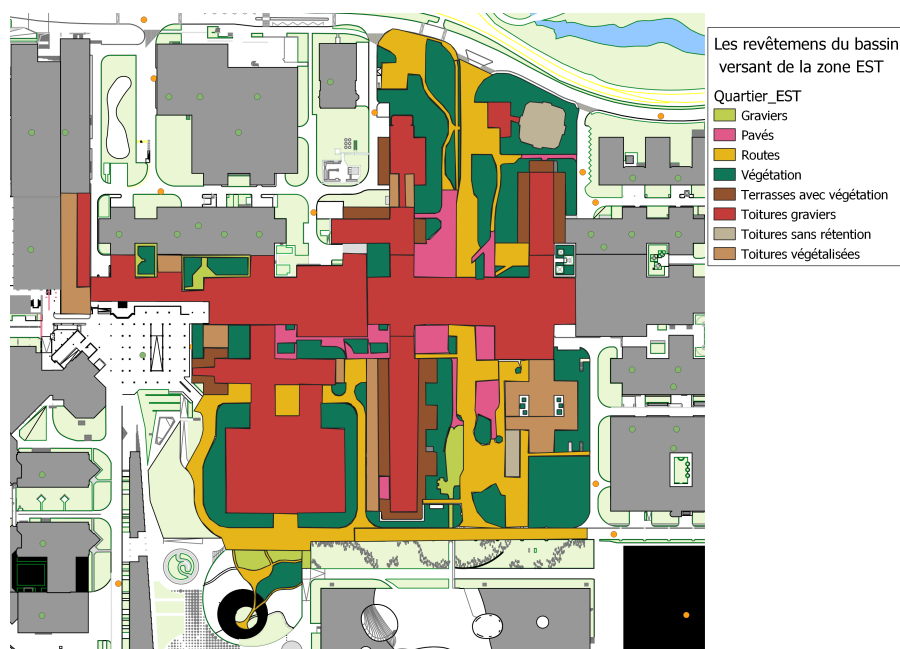 Les revêtemens du bassin
versant de la zone EST
Quartier_EST
Graviers
Pavés
Routes
Végétation
Terrasses avec végétation
Toitures graviers
Toitures sans rétention
Toitures végétalisées